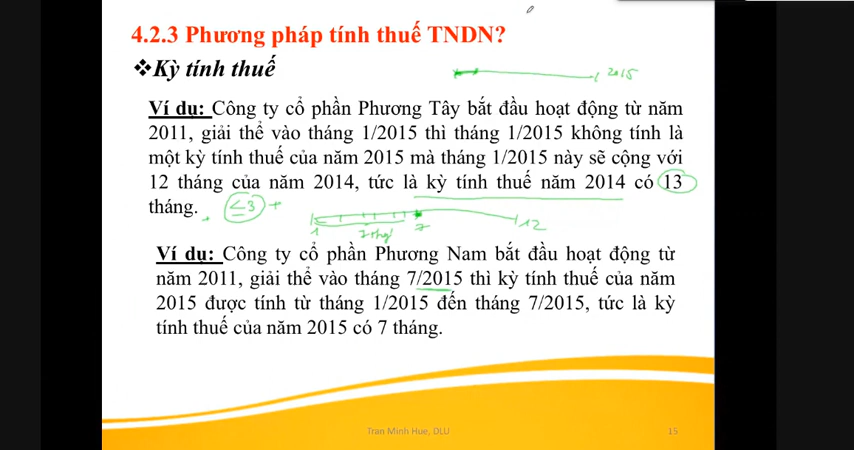 4.2.3 Phương pháp tính thuế TNDN?
❖Kỳ tính thuế
2015
Ví dụ: Công ty cổ phần Phương Tây bắt đầu hoạt động từ năm
2011, giải thể vào tháng 1/2015 thì tháng 1/2015 không tính là
một kỳ tính thuế của năm 2015 mà tháng 1/2015 này sẽ cộng với
12 tháng của năm 2014, tức là kỳ tính thuế năm 2014 có 13
tháng.
≤3 +
1 7 12
Ví dụ: Công ty cổ phần Phương Nam bắt đầu hoạt động từ
năm 2011, giải thể vào tháng 7/2015 thì kỳ tính thuế của năm
2015 được tính từ tháng 1/2015 đến tháng 7/2015, tức là kỳ
tính thuế của năm 2015 có 7 tháng.
Tran Minh Hue, DLU 15